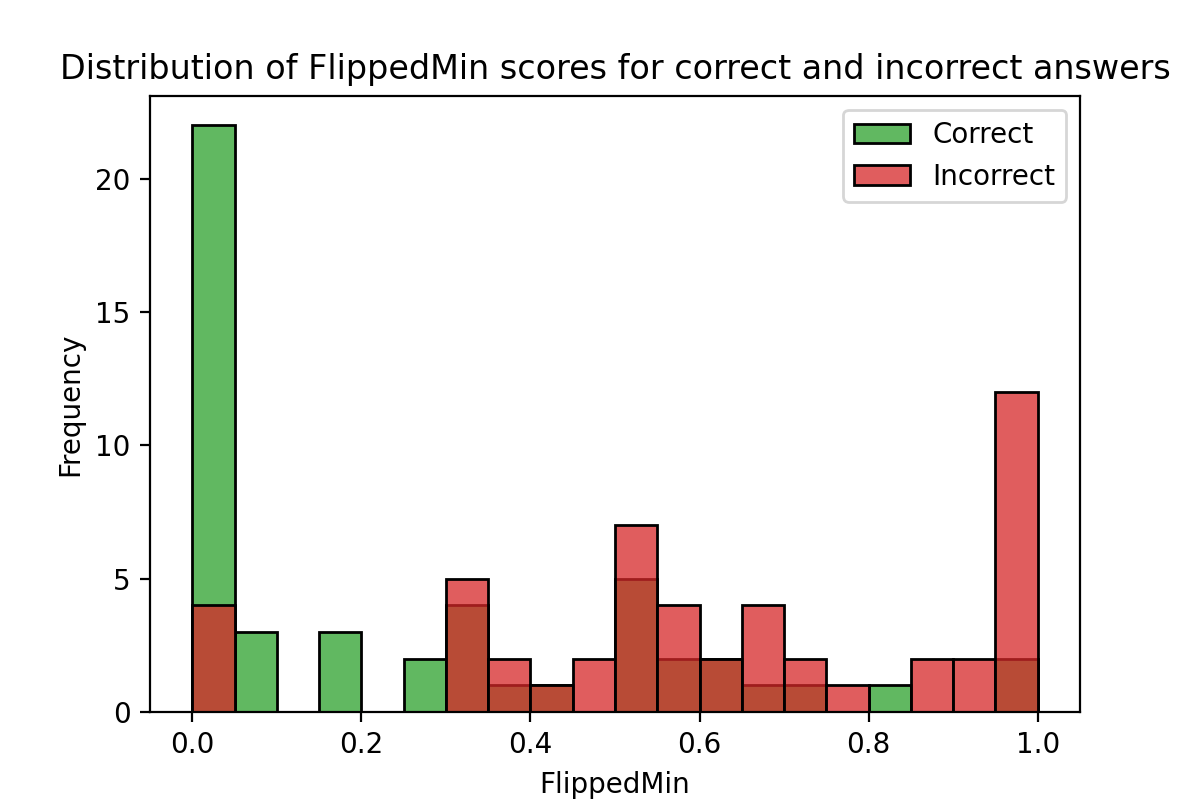 Distribution of FlippedMin scores for correct and incorrect answers
Correct
Incorrect
Frequency
20
15
10
5
0
0.0 0.2 0.4 0.6 0.8 1.0
FlippedMin